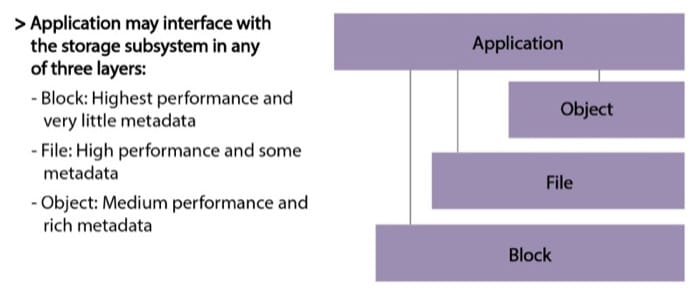 > Application may interface with
the storage subsystem in any
of three layers:
- Block: Highest performance and
very little metadata
- File: High performance and some
metadata
- Object: Medium performance and
rich metadata
Application
Object
File
Block